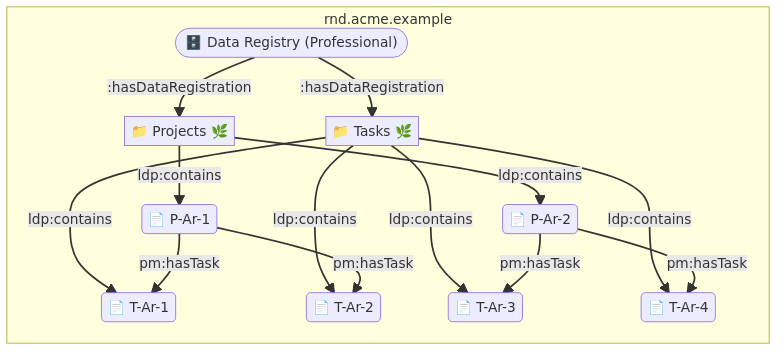 rnd.acme.example
🗄️ Data Registry (Professional)
:hasDataRegistration
:hasDataRegistration
📁 Projects 🌿
📁 Tasks 🌿
ldp:contains
ldp:contains
ldp:contains
ldp:contains
ldp:contains
ldp:contains
📄 P-Ar-1
📄 P-Ar-2
pm:hasTask
pm:hasTask
pm:hasTask
pm:hasTask
📄 T-Ar-1
📄 T-Ar-2
📄 T-Ar-3
📄 T-Ar-4